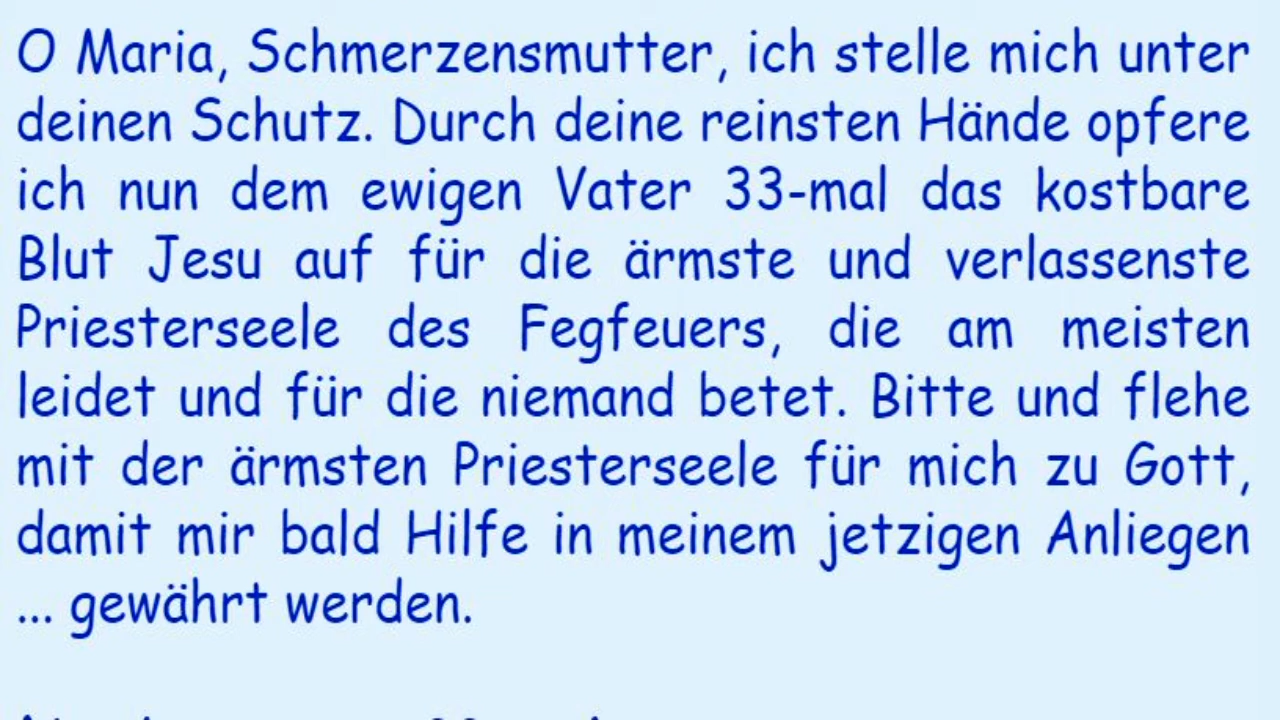 O Maria, Schmerzensmutter, ich stelle mich unter
deinen Schutz. Durch deine reinsten Hände opfere
ich nun dem ewigen Vater 33-mal das kostbare
Blut Jesu auf für die ärmste und verlassenste
Priesterseele des Fegfeuers, die am meisten
leidet und für die niemand betet. Bitte und flehe
mit der ärmsten Priesterseele für mich zu Gott,
damit mir bald Hilfe in meinem jetzigen Anliegen
... gewährt werden.